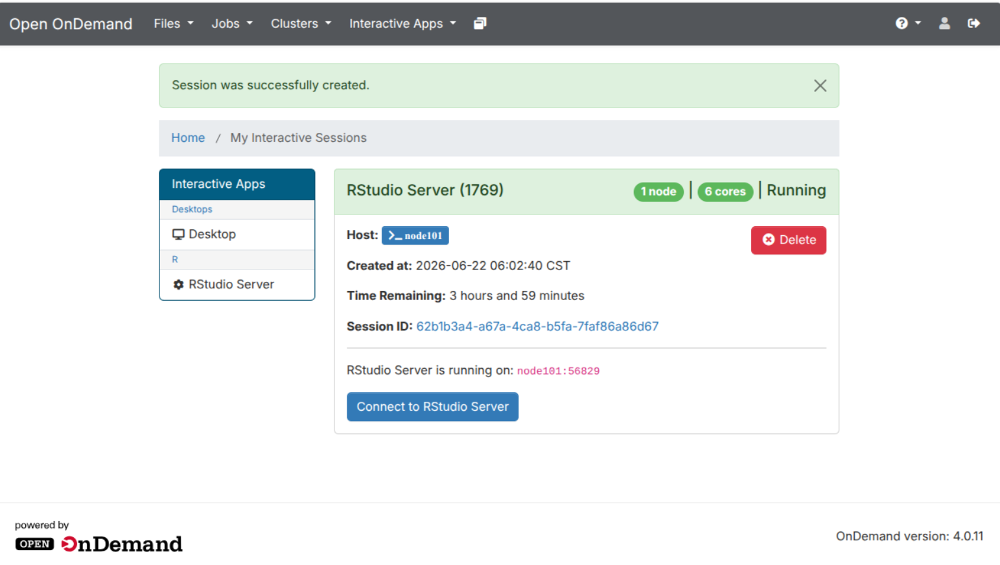 Open OnDemand Files Jobs Clusters Interactive Apps
Session was successfully created.
Home / My Interactive Sessions
Interactive Apps
Desktops
Desktop
R
RStudio Server
RStudio Server (1769) 1 node | 6 cores | Running
Host: >_ node101 Delete
Created at: 2026-06-22 06:02:40 CST
Time Remaining: 3 hours and 59 minutes
Session ID: 62b1b3a4-a67a-4ca8-b5fa-7faf86a86d67
RStudio Server is running on: node101:56829
Connect to RStudio Server
powered by
OPEN OnDemand
OnDemand version: 4.0.11